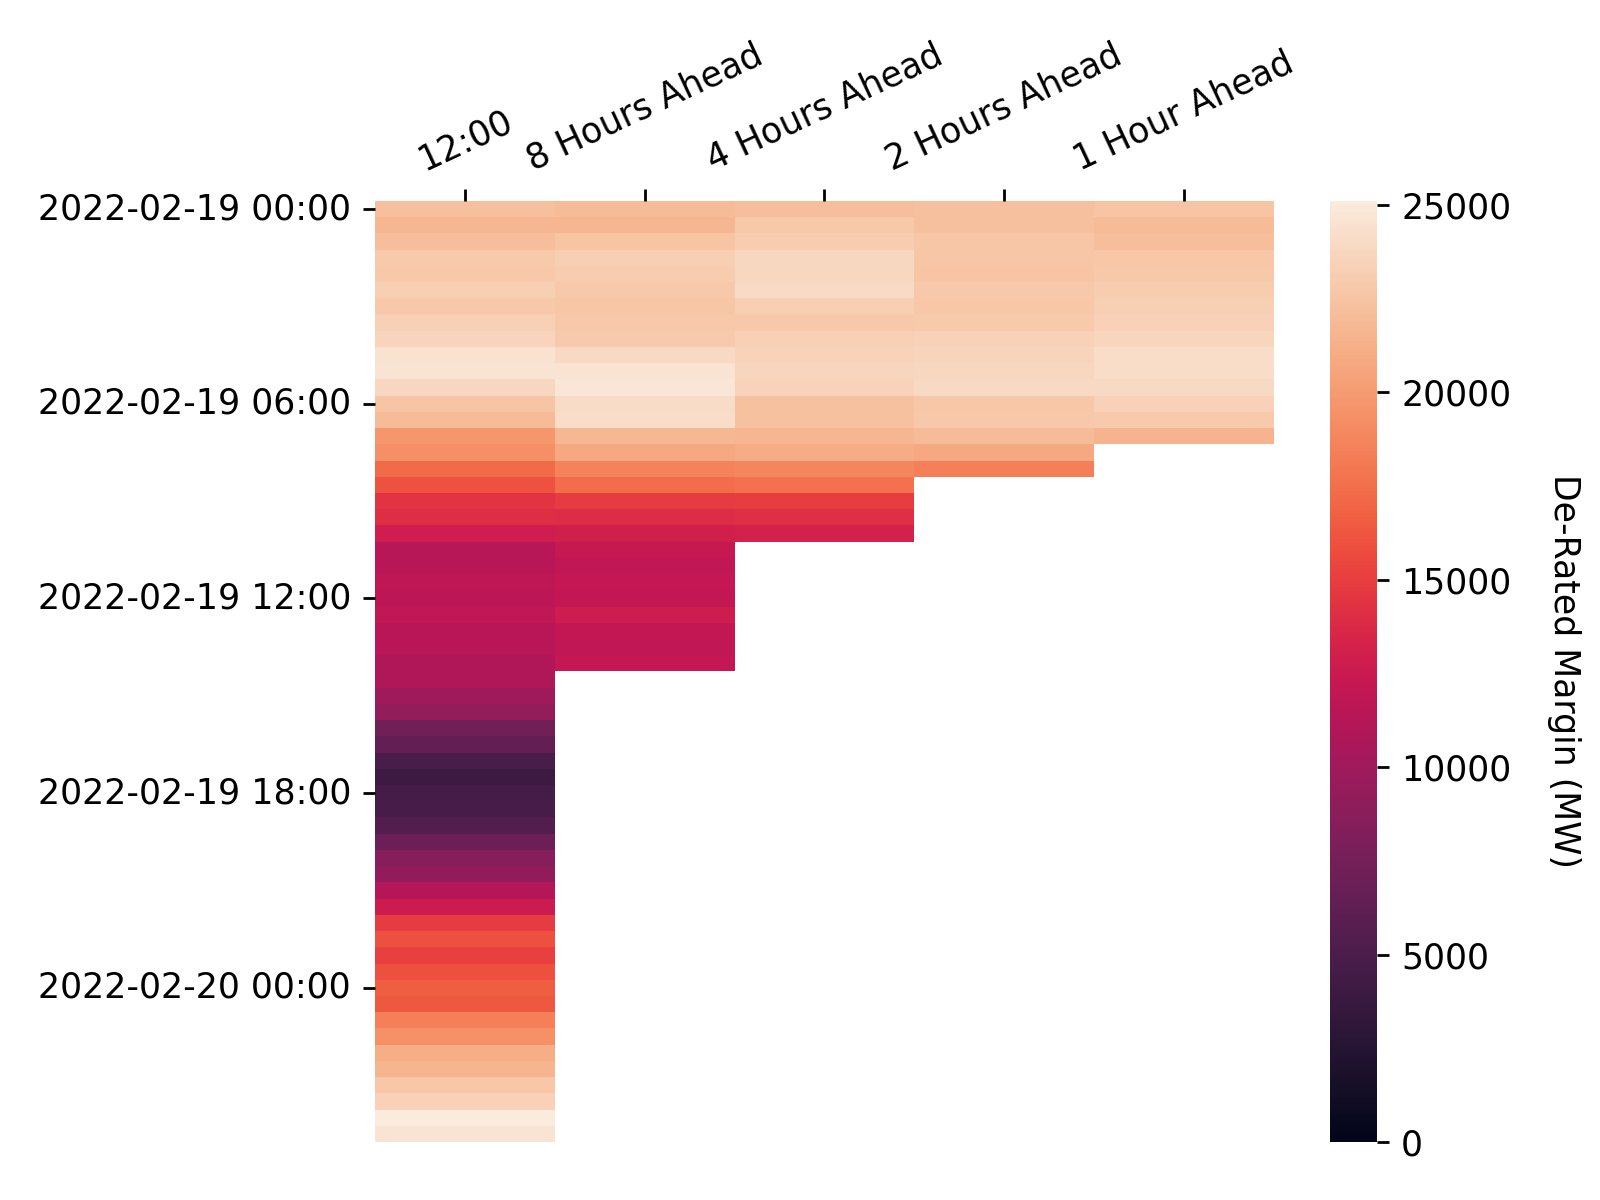 12:00
8 Hours Ahead
4 Hours Ahead
2 Hours Ahead
1 Hour Ahead
2022-02-19 00:00
2022-02-19 06:00
2022-02-19 12:00
2022-02-19 18:00
2022-02-20 00:00
25000
20000
15000
10000
5000
0
De-Rated Margin (MW)